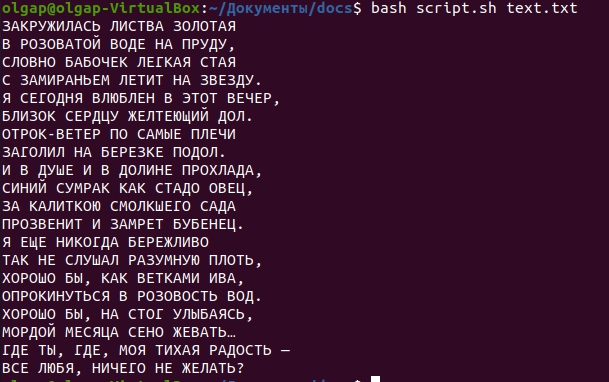 olgap@olgap-VirtualBox:~/Документы/docs$ bash script.sh text.txt
ЗАКРУЖИЛАСЬ ЛИСТВА ЗОЛОТАЯ
В РОЗОВАТОЙ ВОДЕ НА ПРУДУ,
СЛОВНО БАБОЧЕК ЛЕГКАЯ СТАЯ
С ЗАМИРАНЬЕМ ЛЕТИТ НА ЗВЕЗДУ.
Я СЕГОДНЯ ВЛЮБЛЕН В ЭТОТ ВЕЧЕР,
БЛИЗОК СЕРДЦУ ЖЕЛТЕЮЩИЙ ДОЛ.
ОТРОК-ВЕТЕР ПО САМЫЕ ПЛЕЧИ
ЗАГОЛИЛ НА БЕРЕЗКЕ ПОДОЛ.
И В ДУШЕ И В ДОЛИНЕ ПРОХЛАДА,
СИНИЙ СУМРАК КАК СТАДО ОВЕЦ,
ЗА КАЛИТКОЮ СМОЛКШЕГО САДА
ПРОЗВЕНИТ И ЗАМРЕТ БУБЕНЕЦ.
Я ЕЩЕ НИКОГДА БЕРЕЖЛИВО
ТАК НЕ СЛУШАЛ РАЗУМНУЮ ПЛОТЬ,
ХОРОШО БЫ, КАК ВЕТКАМИ ИВА,
ОПРОКИНУТЬСЯ В РОЗОВОСТЬ ВОД.
ХОРОШО БЫ, НА СТОГ УЛЫБАЯСЬ,
МОРДОЙ МЕСЯЦА СЕНО ЖЕВАТЬ…
ГДЕ ТЫ, ГДЕ, МОЯ ТИХАЯ РАДОСТЬ —
ВСЕ ЛЮБЯ, НИЧЕГО НЕ ЖЕЛАТЬ?